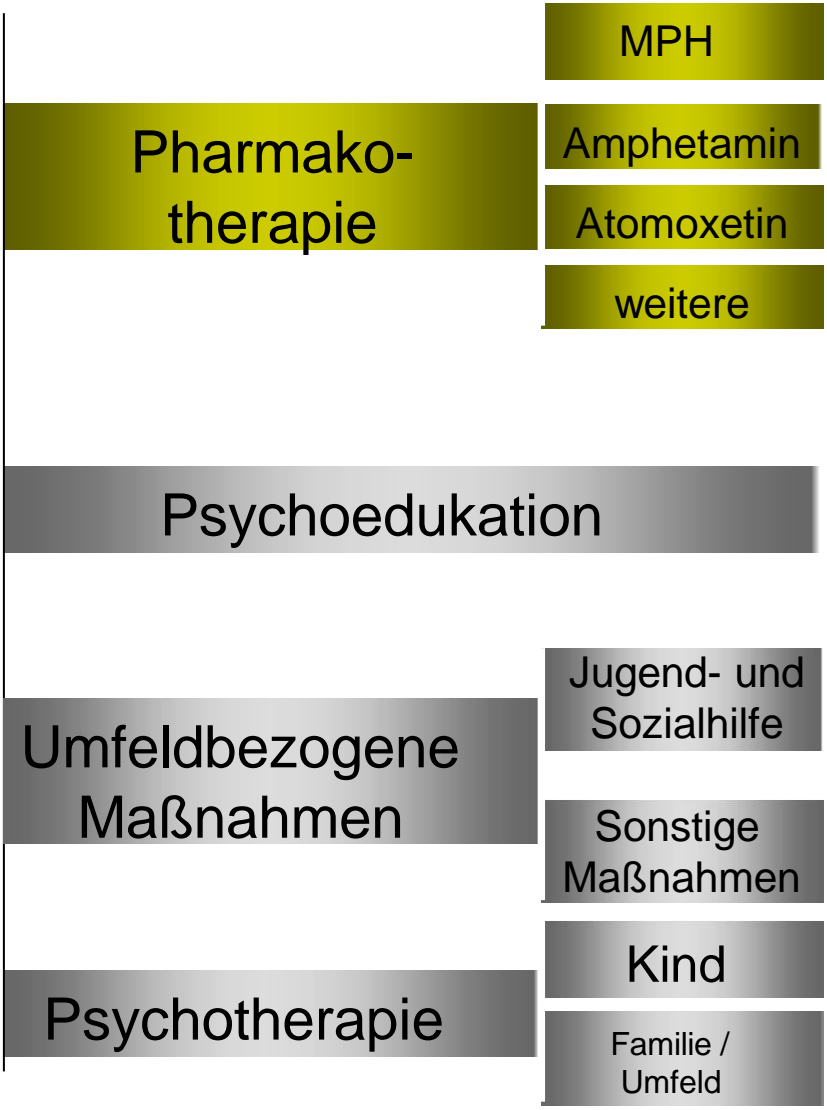 MPH
Pharmako-
therapie
Amphetamin
Atomoxetin
weitere
Psychoedukation
Umfeldbezogene
Maßnahmen
Jugend- und
Sozialhilfe
Sonstige
Maßnahmen
Psychotherapie
Kind
Familie /
Umfeld